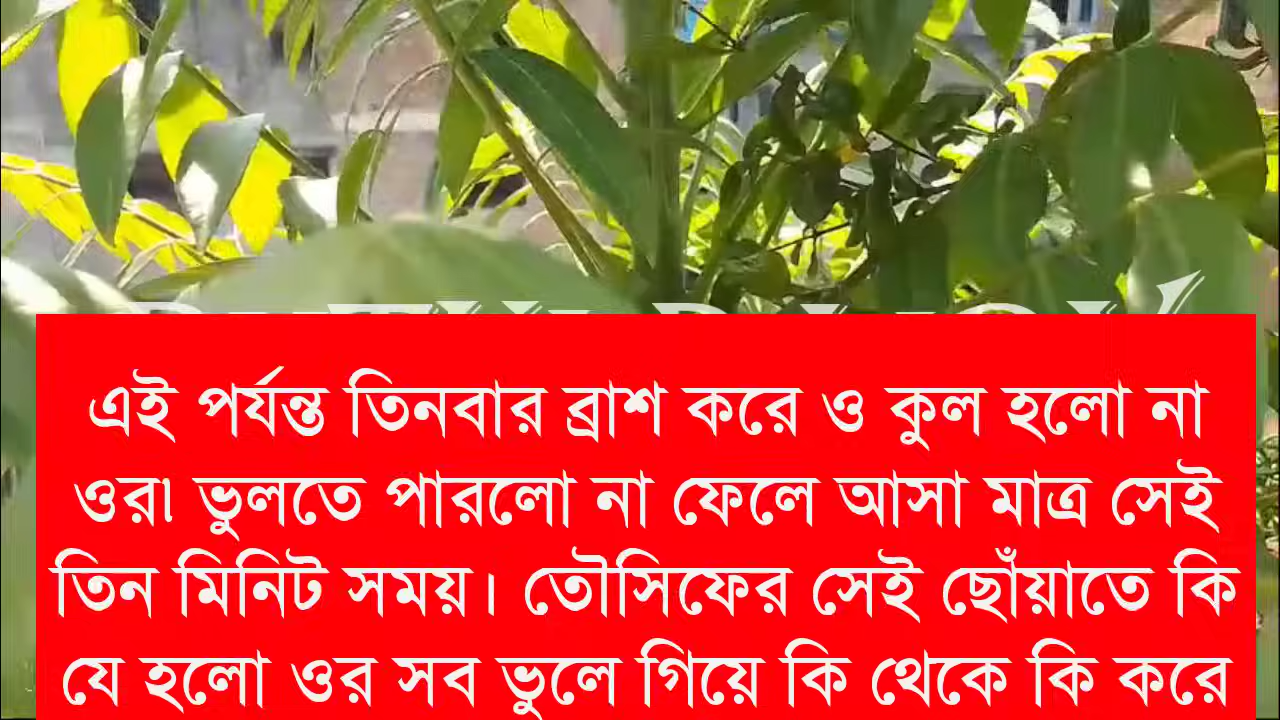 এই পর্যন্ত তিনবার ব্রাশ করে ও কুল হলো না
ওর৷ ভুলতে পারলো না ফেলে আসা মাত্র সেই
তিন মিনিট সময়। তৌসিফের সেই ছোঁয়াতে কি
যে হলো ওর সব ভুলে গিয়ে কি থেকে কি করে